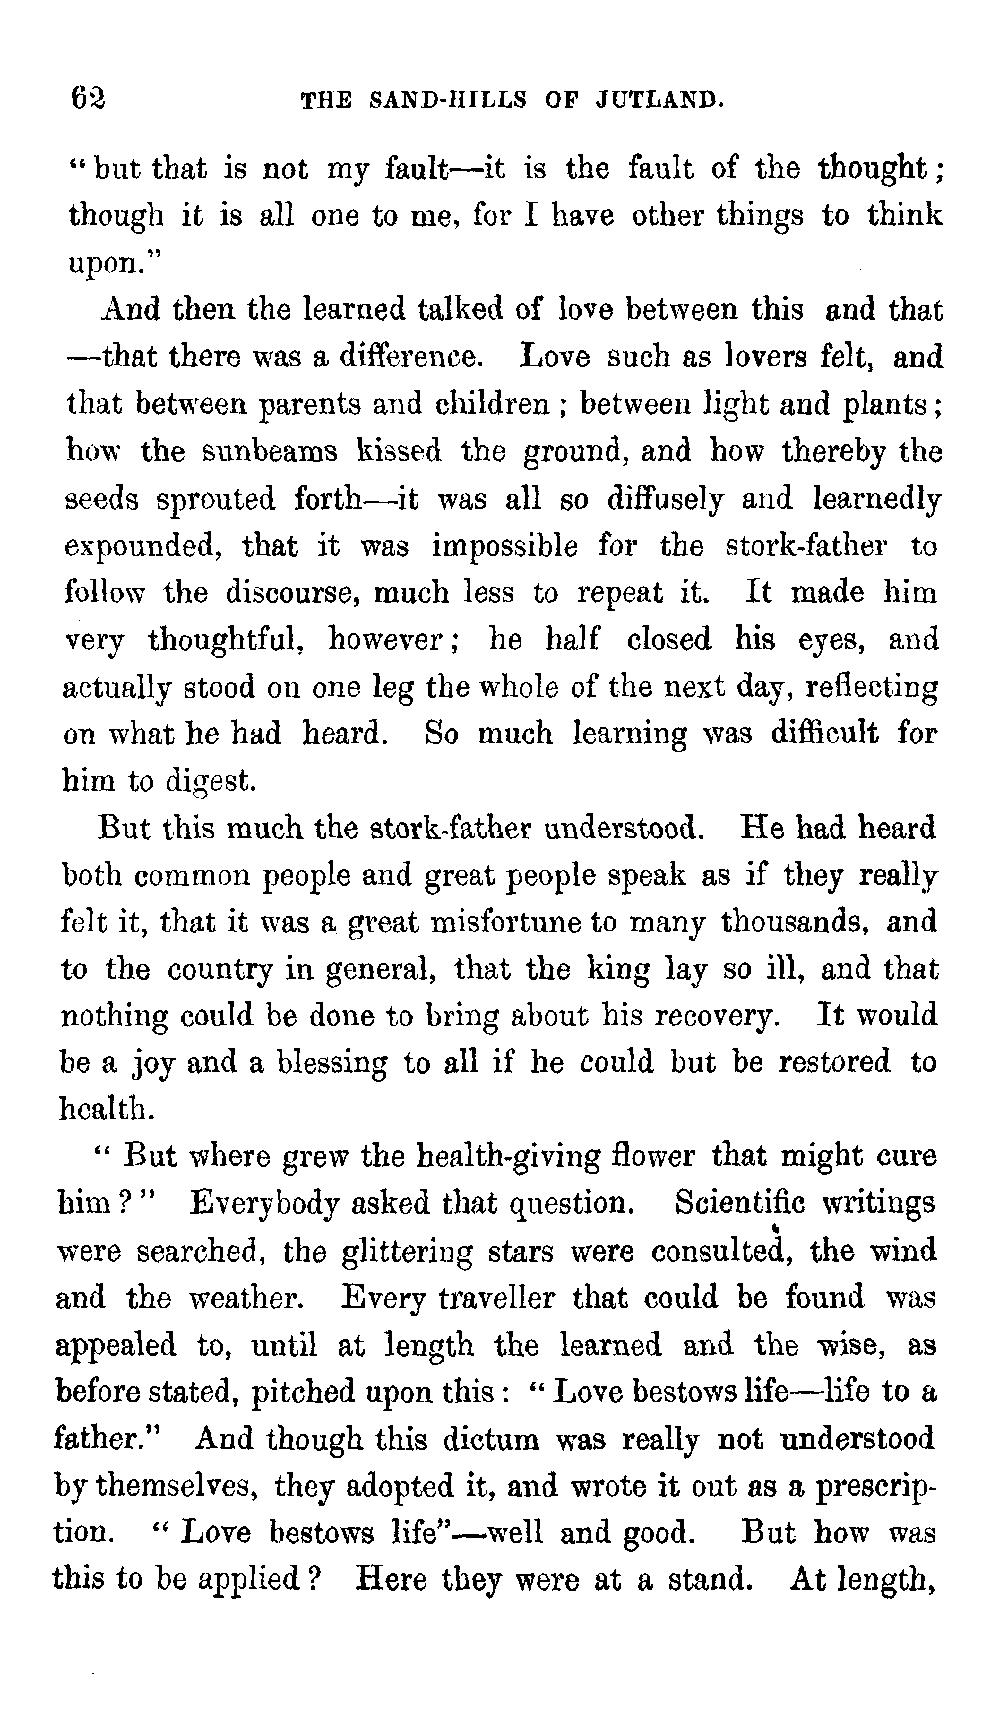 62 THE SAND-HILLS OF JUTLAND.
“but that is not my fault—it is the fault of the thought;
though it is all one to me, for I have other things to think
upon.”
And then the learned talked of love between this and that
—that there was a difference. Love such as lovers felt, and
that between parents and children; between light and plants;
how the sunbeams kissed the ground, and how thereby the
seeds sprouted forth—it was all so diffusely and learnedly
expounded, that it was impossible for the stork-father to
follow the discourse, much less to repeat it. It made him
very thoughtful, however; he half closed his eyes, and
actually stood on one leg the whole of the next day, reflecting
on what he had heard. So much learning was difficult for
him to digest.
But this much the stork-father understood. He had heard
both common people and great people speak as if they really
felt it, that it was a great misfortune to many thousands, and
to the country in general, that the king lay so ill, and that
nothing could be done to bring about his recovery. It would
be a joy and a blessing to all if he could but be restored to
health.
“But where grew the health-giving flower that might cure
him?” Everybody asked that question. Scientific writings
were searched, the glittering stars were consulted, the wind
and the weather. Every traveller that could be found was
appealed to, until at length the learned and the wise, as
before stated, pitched upon this: “Love bestows life—life to a
father.” And though this dictum was really not understood
by themselves, they adopted it, and wrote it out as a prescrip-
tion. “Love bestows life”—well and good. But how was
this to be applied? Here they were at a stand. At length,